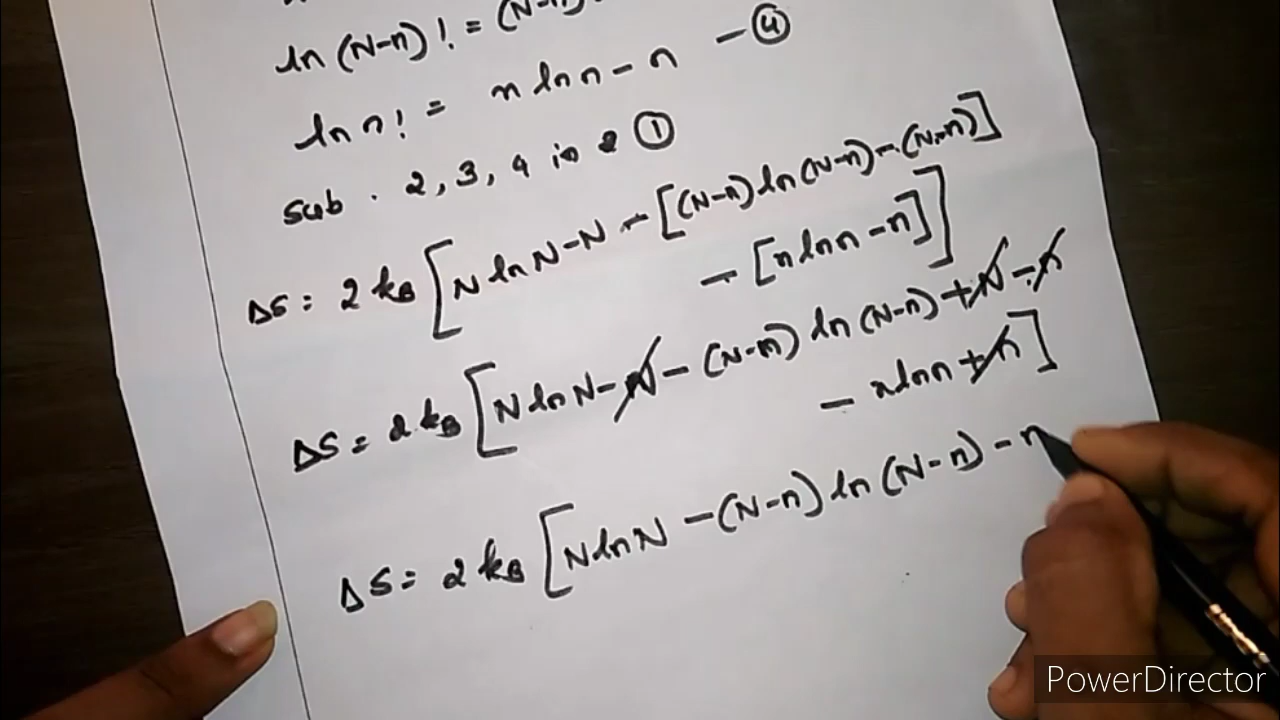 ln (N-n)! = (N-n)
ln n! = n ln n - n - ④
sub . 2, 3, 4 in ①
ΔS = 2 kB [N ln N - N - [(N-n) ln (N-n) - (N-n)]
- [n ln n - n]]
ΔS = 2 kB [N ln N - N - (N-n) ln (N-n) + N - n
- n ln n + n]
ΔS = 2 kB [N ln N - (N-n) ln (N-n) - n
PowerDirector